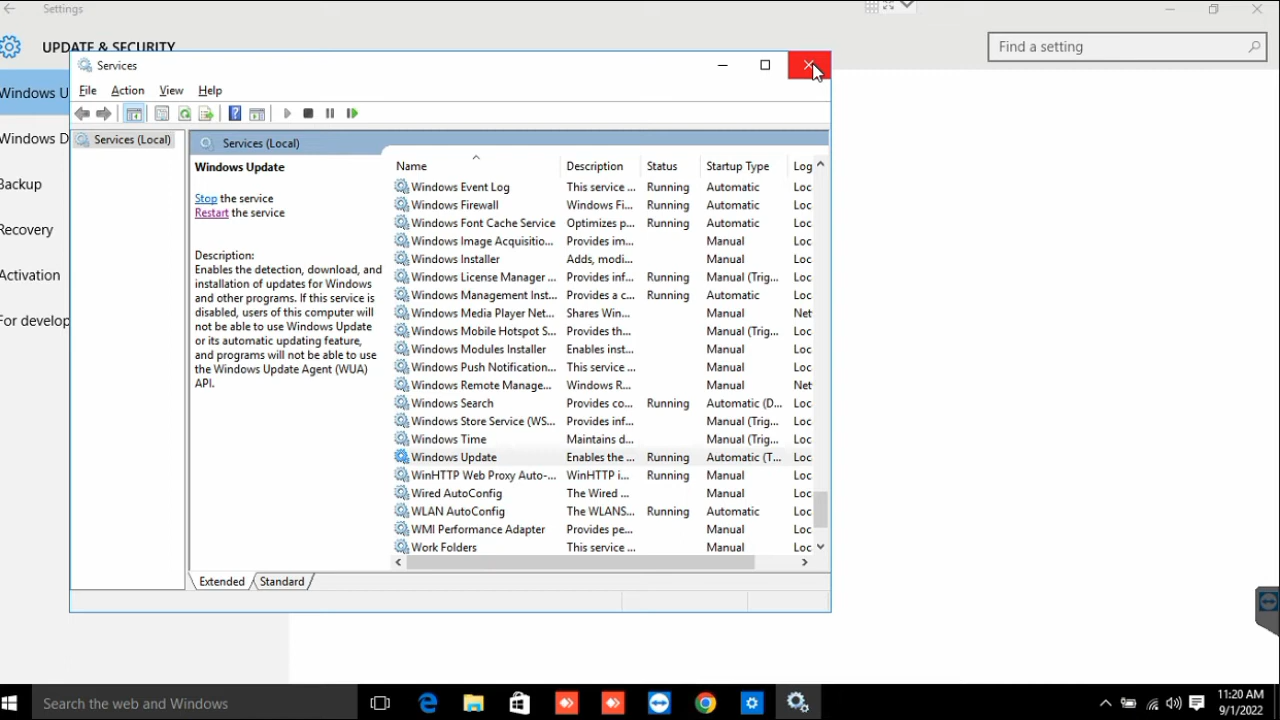 Settings
UPDATE & SECURITY
Find a setting
Windows U
Windows D
Backup
Recovery
Activation
For develop
Services
File Action View Help
Services (Local)
Services (Local)
Windows Update
Stop the service
Restart the service
Description:
Enables the detection, download, and
installation of updates for Windows
and other programs. If this service is
disabled, users of this computer will
not be able to use Windows Update
or its automatic updating feature,
and programs will not be able to use
the Windows Update Agent (WUA)
API.
Name Description Status Startup Type Log
Windows Event Log This service ... Running Automatic Loc
Windows Firewall Windows Fi... Running Automatic Loc
Windows Font Cache Service Optimizes p... Running Automatic Loc
Windows Image Acquisitio... Provides im... Manual Loc
Windows Installer Adds, modi... Manual Loc
Windows License Manager ... Provides inf... Running Manual (Trig... Loc
Windows Management Inst... Provides a c... Running Automatic Loc
Windows Media Player Net... Shares Win... Manual Net
Windows Mobile Hotspot S... Provides th... Manual (Trig... Loc
Windows Modules Installer Enables inst... Manual Loc
Windows Push Notification... This service ... Manual Loc
Windows Remote Manage... Windows R... Manual Net
Windows Search Provides co... Running Automatic (D... Loc
Windows Store Service (WS... Provides inf... Manual (Trig... Loc
Windows Time Maintains d... Manual (Trig... Loc
Windows Update Enables the ... Running Automatic (T... Loc
WinHTTP Web Proxy Auto-... WinHTTP i... Running Manual Loc
Wired AutoConfig The Wired ... Manual Loc
WLAN AutoConfig The WLANS... Running Automatic Loc
WMI Performance Adapter Provides pe... Manual Loc
Work Folders This service ... Manual Loc
Extended Standard
Search the web and Windows
11:20 AM
9/1/2022